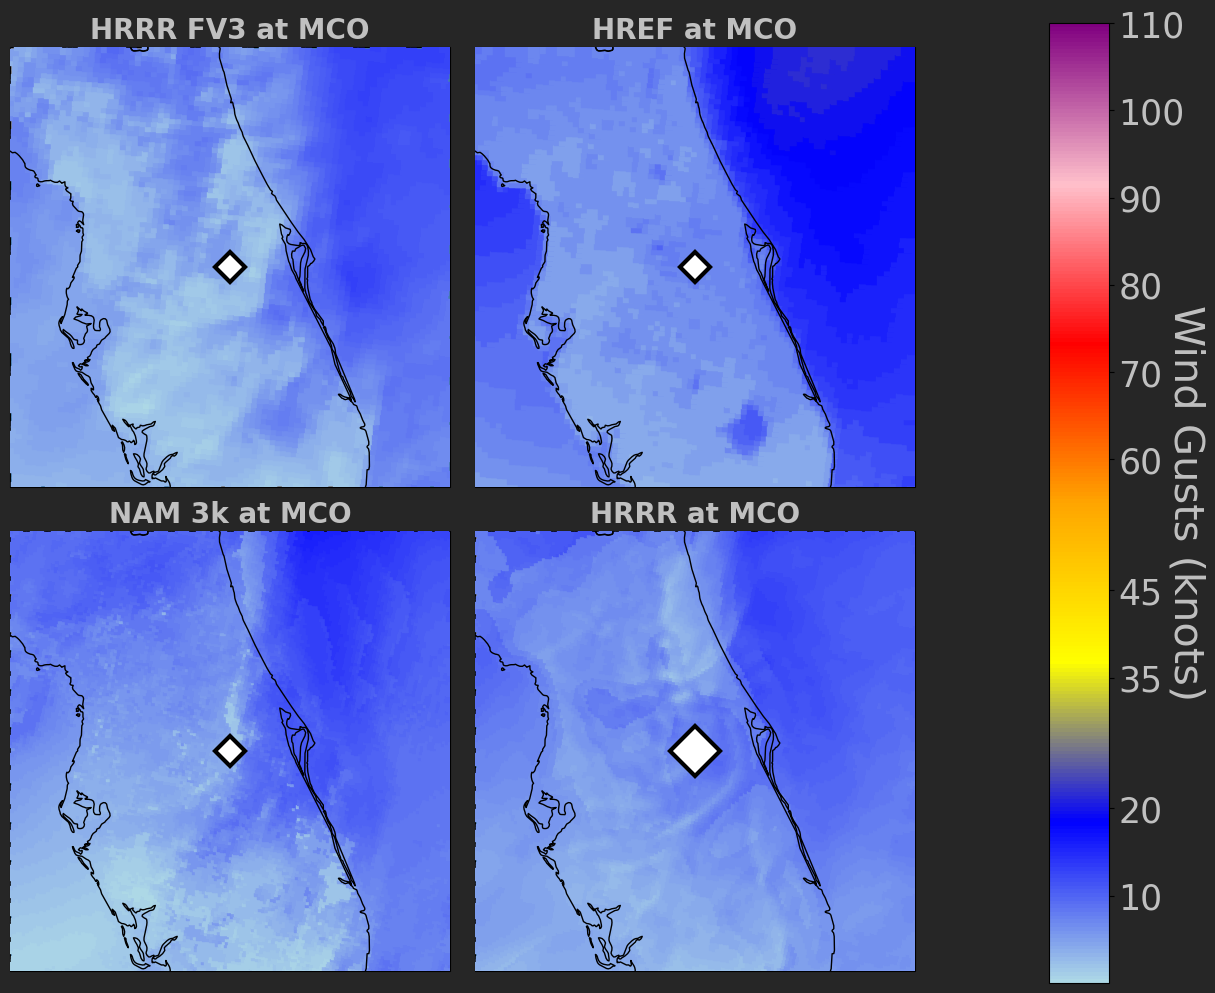 HRRR FV3 at MCO
HREF at MCO
NAM 3k at MCO
HRRR at MCO
110
100
90
80
70
60
45
35
20
10
Wind Gusts (knots)